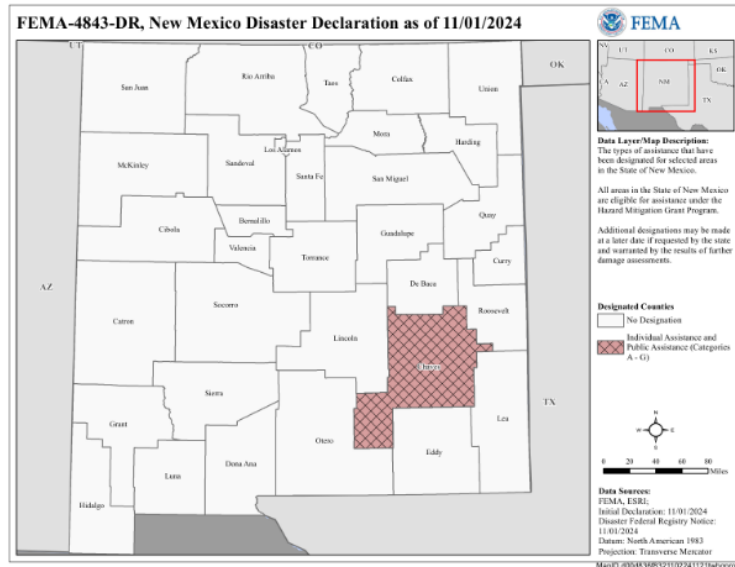 FEMA-4843-DR, New Mexico Disaster Declaration as of 11/01/2024
FEMA
UT
CO
OK
San Juan
Rio Arriba
Taos
Colfax
Union
Mora
Harding
Los Alamos
McKinley
Sandoval
Santa Fe
San Miguel
Cibola
Bernalillo
Quay
Guadalupe
Valencia
Torrance
Curry
De Baca
AZ
Socorro
Roosevelt
Catron
Lincoln
Chaves
Sierra
TX
Grant
Otero
Lea
Eddy
Luna
Dona Ana
Hidalgo
NV
UT
CO
KS
CA
AZ
NM
OK
TX
Data Layer/Map Description:
The types of assistance that have
been designated for selected areas
in the State of New Mexico.
All areas in the State of New Mexico
are eligible for assistance under the
Hazard Mitigation Grant Program.
Additional designations may be made
at a later date if requested by the state
and warranted by the results of further
damage assessments.
Designated Counties
No Designation
Individual Assistance and
Public Assistance (Categories
A - G)
N
W
E
S
0 20 40 60 80
Miles
Data Sources:
FEMA, ESRI;
Initial Declaration: 11/01/2024
Disaster Federal Registry Notice:
11/01/2024
Datum: North American 1983
Projection: Transverse Mercator